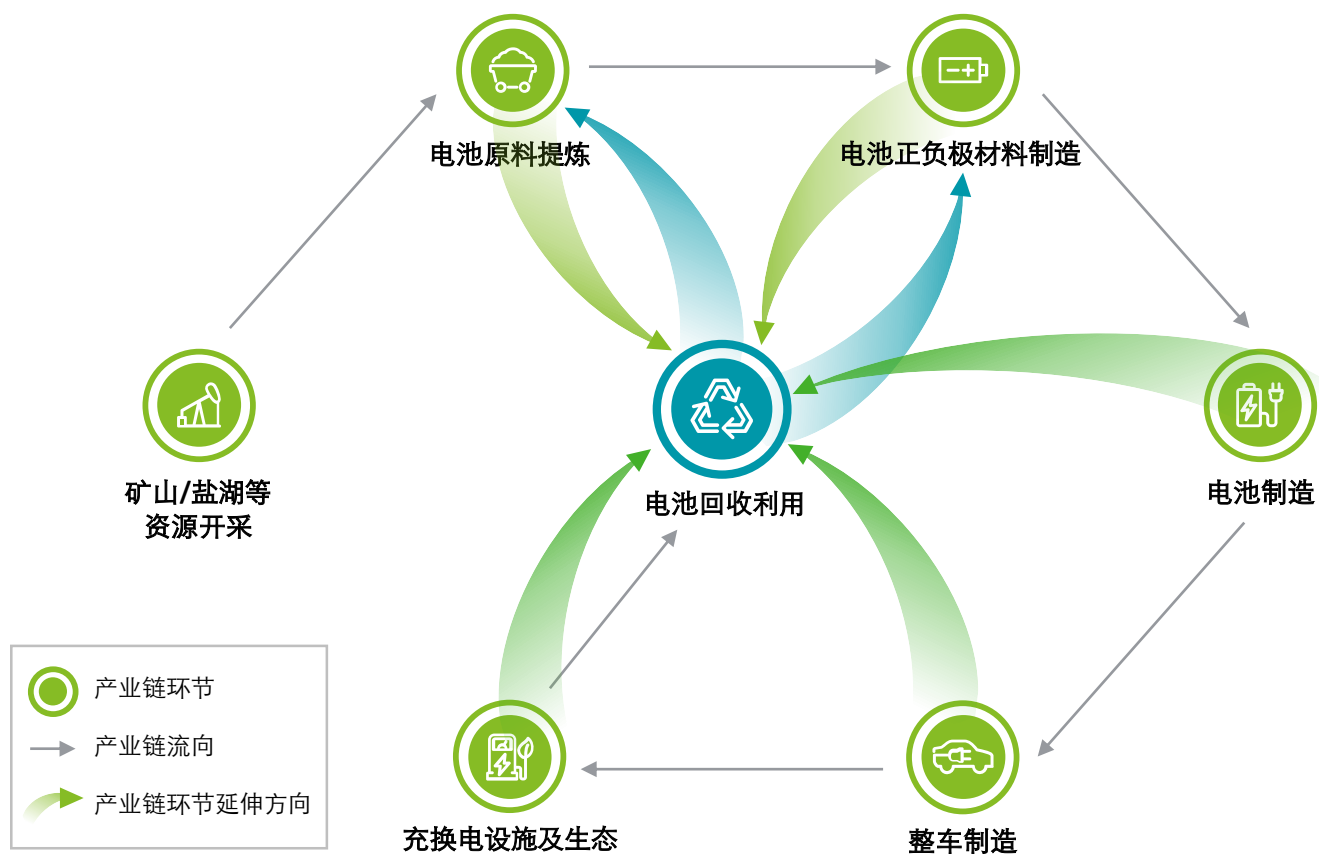 电池原料提炼
电池正负极材料制造
矿山/盐湖等
资源开采
电池回收利用
电池制造
产业链环节
产业链流向
产业链环节延伸方向
充换电设施及生态
整车制造